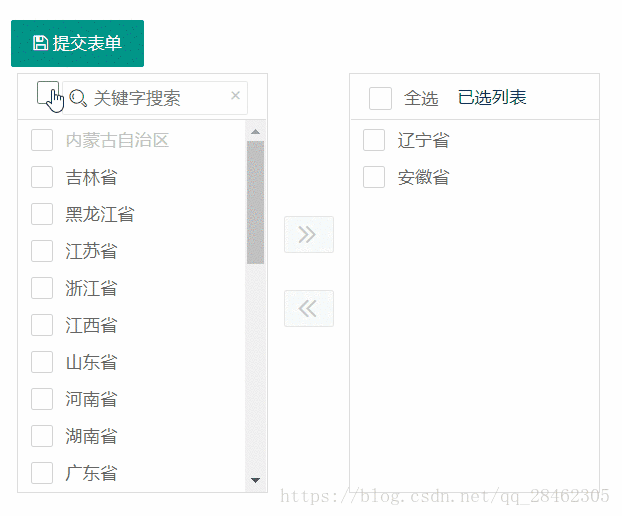 提交表单
关键字搜索 ×
内蒙古自治区
吉林省
黑龙江省
江苏省
浙江省
江西省
山东省
河南省
湖南省
广东省
全选 已选列表
辽宁省
安徽省
https://blog.csdn.net/qq_28462305